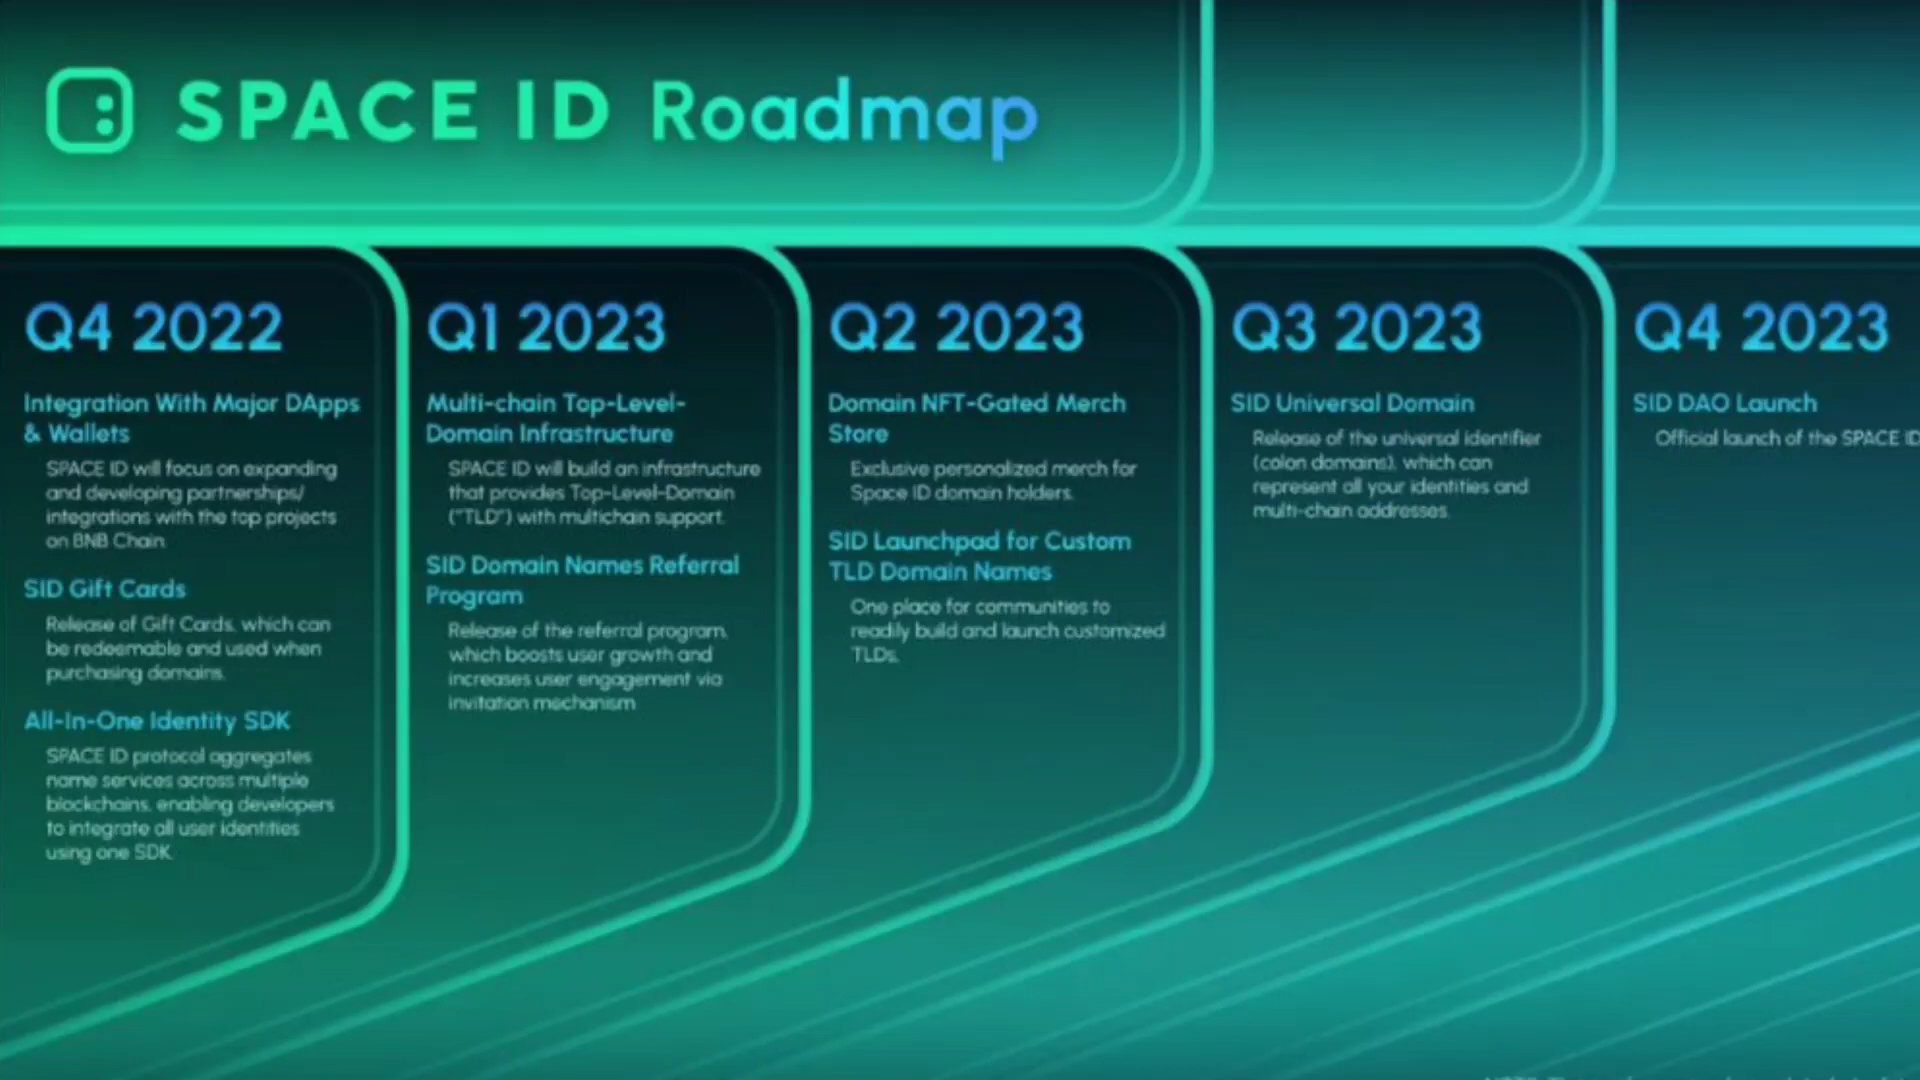 SPACE ID Roadmap
Q4 2022
Integration With Major DApps
& Wallets
SPACE ID will focus on expanding
and developing partnerships/
integrations with the top projects
on BNB Chain.
SID Gift Cards
Release of Gift Cards, which can
be redeemable and used when
purchasing domains.
All-In-One Identity SDK
SPACE ID protocol aggregates
name services across multiple
blockchains, enabling developers
to integrate all user identities
using one SDK.
Q1 2023
Multi-chain Top-Level-
Domain Infrastructure
SPACE ID will build an infrastructure
that provides Top-Level-Domain
("TLD") with multichain support.
SID Domain Names Referral
Program
Release of the referral program,
which boosts user growth and
increases user engagement via
invitation mechanism
Q2 2023
Domain NFT-Gated Merch
Store
Exclusive personalized merch for
Space ID domain holders.
SID Launchpad for Custom
TLD Domain Names
One place for communities to
readily build and launch customized
TLDs.
Q3 2023
SID Universal Domain
Release of the universal identifier
(colon domains), which can
represent all your identities and
multi-chain addresses.
Q4 2023
SID DAO Launch
Official launch of the SPACE ID